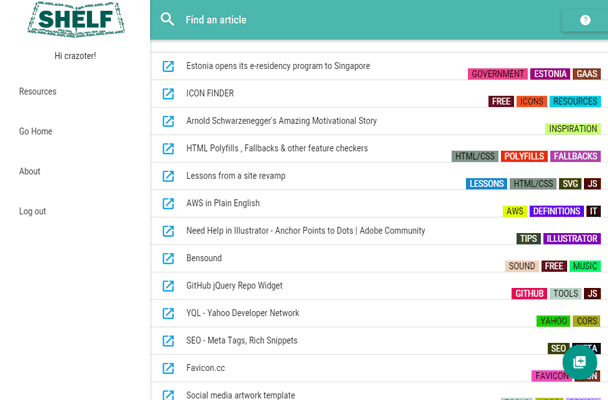 SHELF
Hi crazoter!
Resources
Go Home
About
Log out
Find an article
Estonia opens its e-residency program to Singapore
GOVERNMENT ESTONIA GAAS
ICON FINDER
FREE ICONS RESOURCES
Arnold Schwarzenegger's Amazing Motivational Story
INSPIRATION
HTML Polyfills , Fallbacks & other feature checkers
HTML/CSS POLYFILLS FALLBACKS
Lessons from a site revamp
LESSONS HTML/CSS SVG JS
AWS in Plain English
AWS DEFINITIONS IT
Need Help in Illustrator - Anchor Points to Dots | Adobe Community
TIPS ILLUSTRATOR
Bensound
SOUND FREE MUSIC
GitHub jQuery Repo Widget
GITHUB TOOLS JS
YQL - Yahoo Developer Network
YAHOO CORS
SEO - Meta Tags, Rich Snippets
SEO
Favicon.cc
FAVICON
Social media artwork template